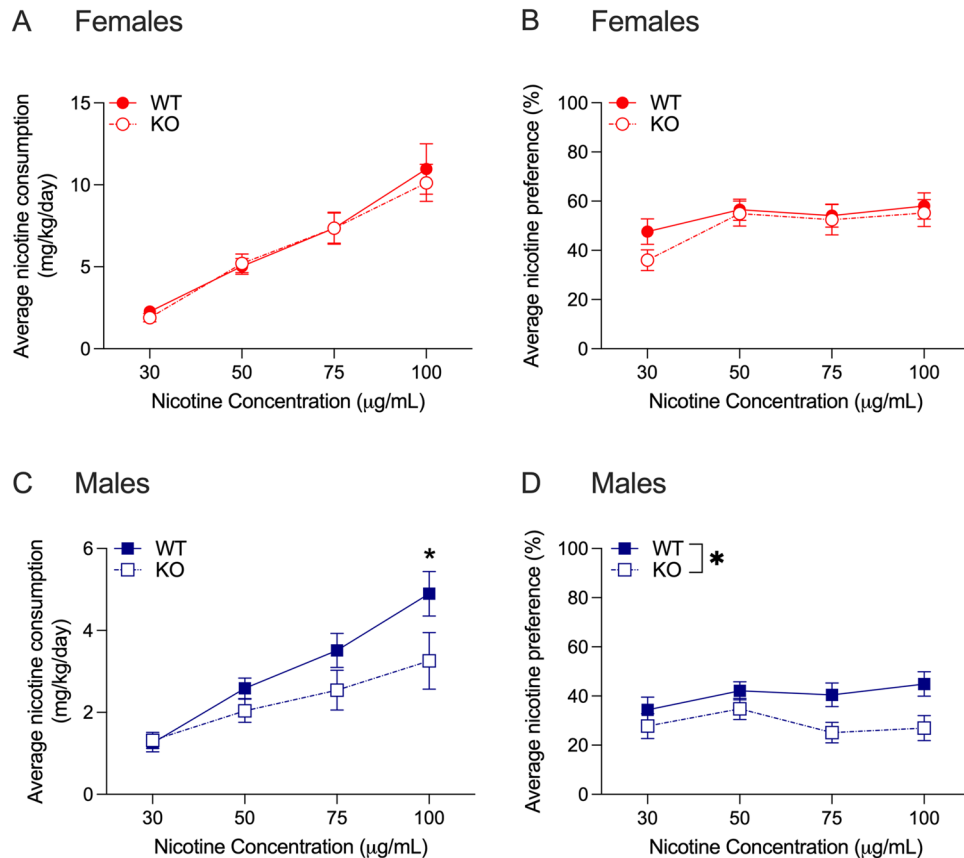 A Females
WT
KO
Average nicotine consumption
(mg/kg/day)
15
10
5
0
30 50 75 100
Nicotine Concentration (μg/mL)
B Females
WT
KO
Average nicotine preference (%)
100
80
60
40
20
0
30 50 75 100
Nicotine Concentration (μg/mL)
C Males
WT
KO
*
Average nicotine consumption
(mg/kg/day)
6
4
2
0
30 50 75 100
Nicotine Concentration (μg/mL)
D Males
WT
KO
*
Average nicotine preference (%)
100
80
60
40
20
0
30 50 75 100
Nicotine Concentration (μg/mL)